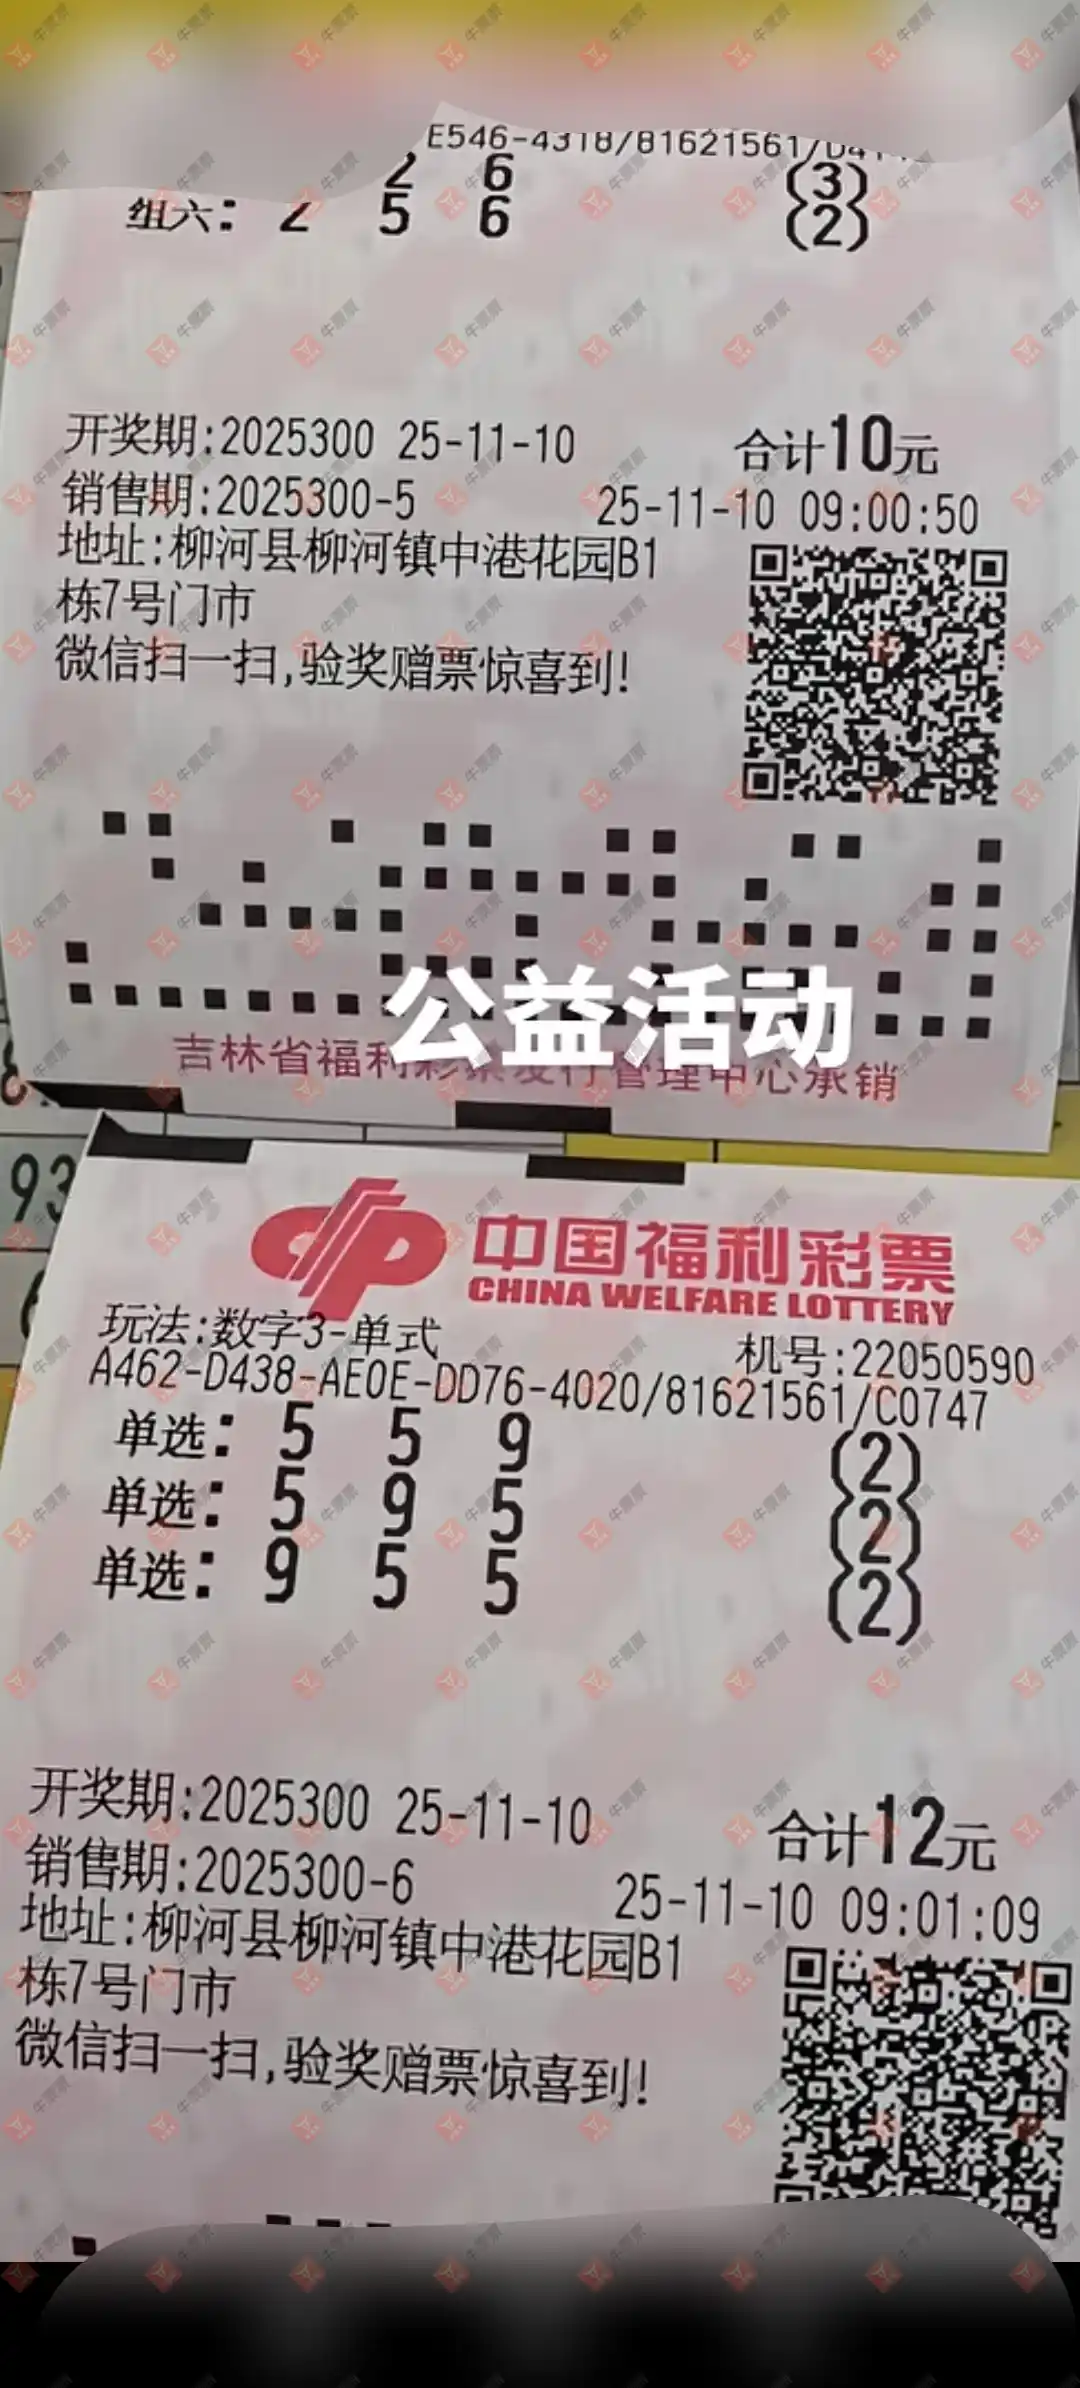 E546-4318/81621561/D41
2 6 (3)
组六: 2 5 6 (2)
开奖期:2025300 25-11-10 合计10元
销售期:2025300-5 25-11-10 09:00:50
地址:柳河县柳河镇中港花园B1
栋7号门市
微信扫一扫,验奖赠票惊喜到!
公益活动
吉林省福利彩票发行管理中心承销
93
中国福利彩票
CHINA WELFARE LOTTERY
玩法:数字3-单式 机号:22050590
A462-D438-AE0E-DD76-4020/81621561/C0747
单选: 5 5 9 (2)
单选: 5 9 5 (2)
单选: 9 5 5 (2)
开奖期:2025300 25-11-10 合计12元
销售期:2025300-6 25-11-10 09:01:09
地址:柳河县柳河镇中港花园B1
栋7号门市
微信扫一扫,验奖赠票惊喜到!
牛票票